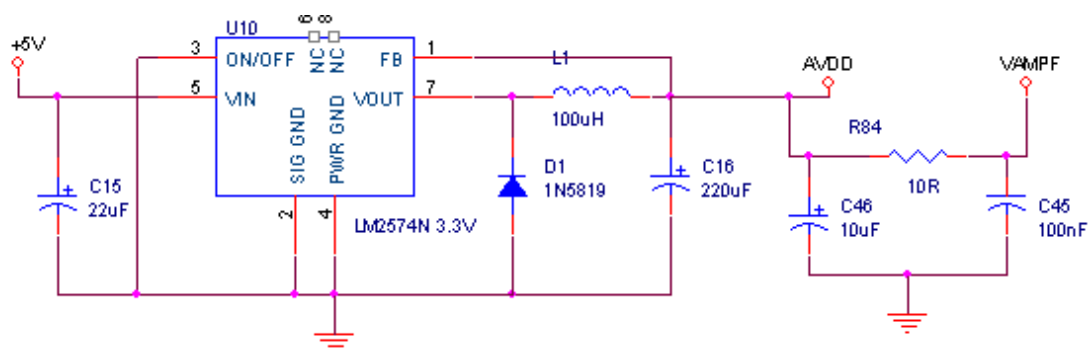 U10
+5V
3
ON/OFF
6
NC
8
NC
FB
1
L1
AVDD
VAMPF
5
VIN
VOUT
7
100uH
R84
SIG GND
PWR GND
D1
1N5819
C16
220uF
10R
C15
22uF
2
4
LM2574N 3.3V
C46
10uF
C45
100nF